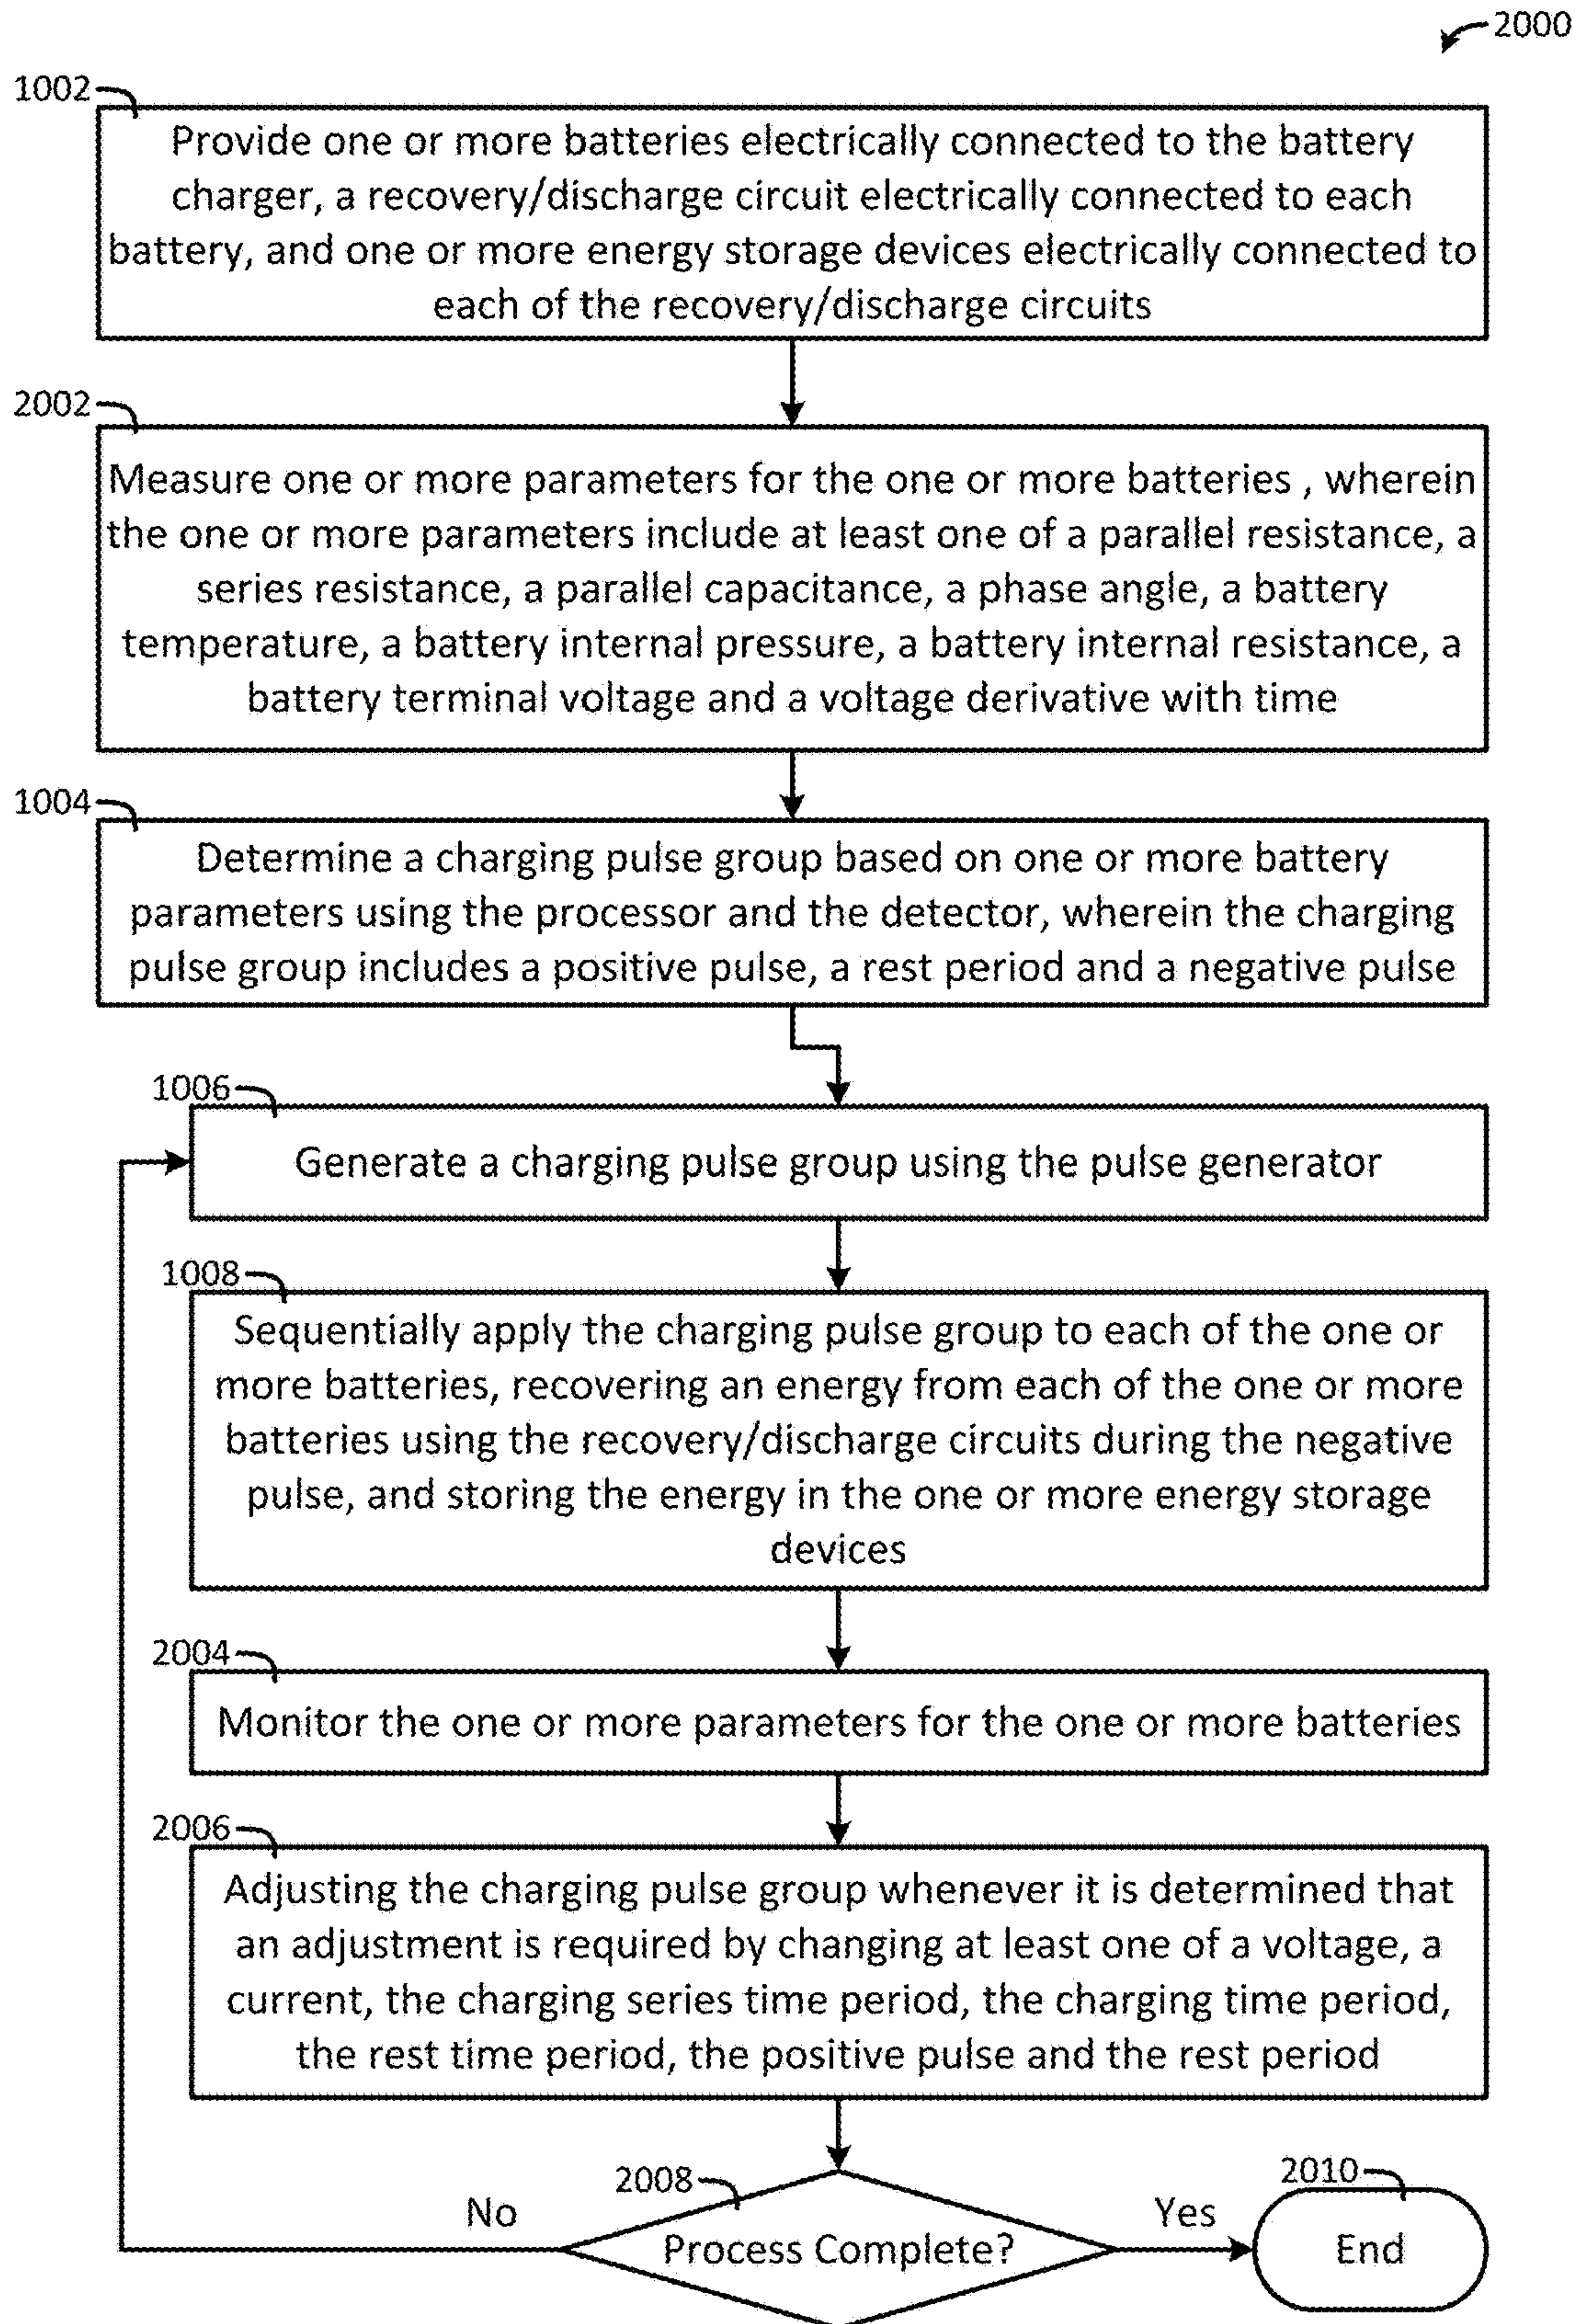 2000
1002
Provide one or more batteries electrically connected to the battery
charger, a recovery/discharge circuit electrically connected to each
battery, and one or more energy storage devices electrically connected to
each of the recovery/discharge circuits
2002
Measure one or more parameters for the one or more batteries , wherein
the one or more parameters include at least one of a parallel resistance, a
series resistance, a parallel capacitance, a phase angle, a battery
temperature, a battery internal pressure, a battery internal resistance, a
battery terminal voltage and a voltage derivative with time
1004
Determine a charging pulse group based on one or more battery
parameters using the processor and the detector, wherein the charging
pulse group includes a positive pulse, a rest period and a negative pulse
1006
Generate a charging pulse group using the pulse generator
1008
Sequentially apply the charging pulse group to each of the one or
more batteries, recovering an energy from each of the one or more
batteries using the recovery/discharge circuits during the negative
pulse, and storing the energy in the one or more energy storage
devices
2004
Monitor the one or more parameters for the one or more batteries
2006
Adjusting the charging pulse group whenever it is determined that
an adjustment is required by changing at least one of a voltage, a
current, the charging series time period, the charging time period,
the rest time period, the positive pulse and the rest period
2008
No
Process Complete?
Yes
2010
End